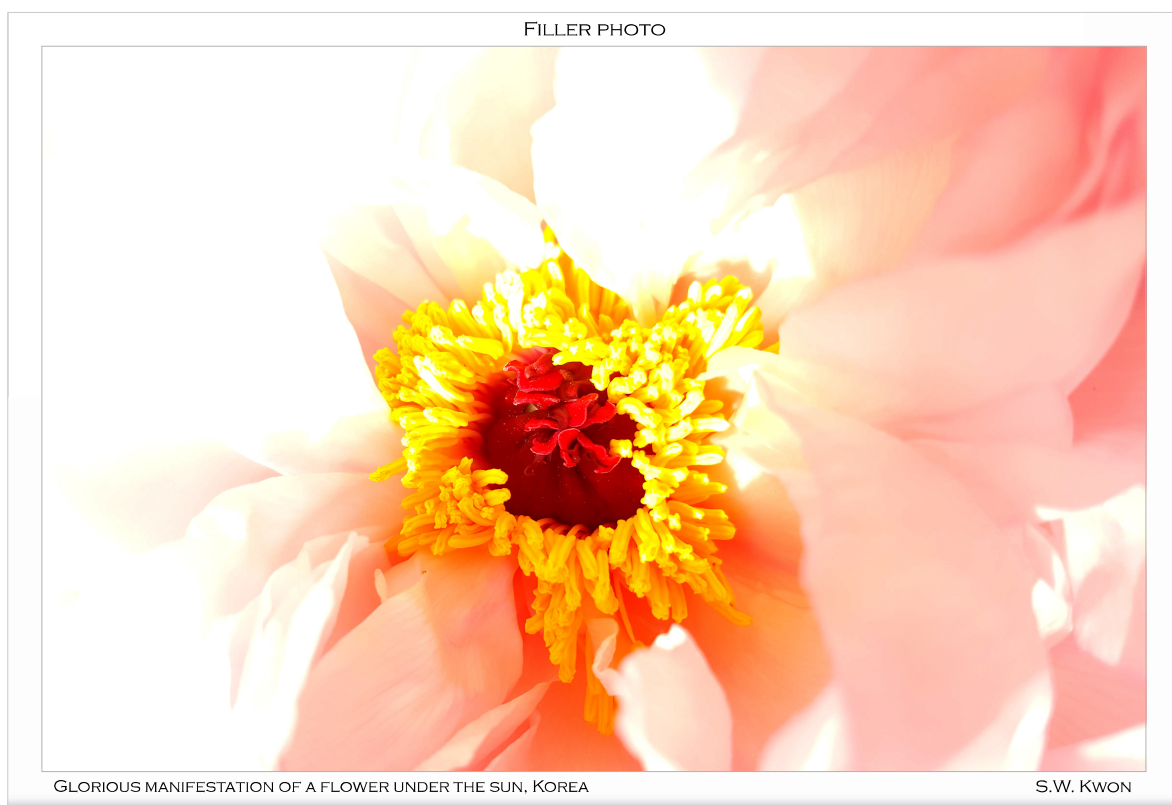 Filler photo
Glorious manifestation of a flower under the sun, Korea
S.W. Kwon